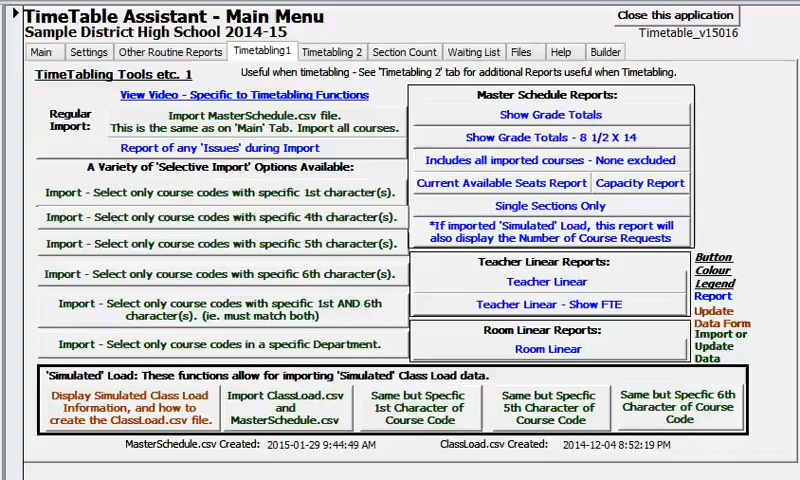 TimeTable Assistant - Main Menu
Close this application
Sample District High School 2014-15
Timetable_v15016
Main Settings Other Routine Reports Timetabling1 Timetabling 2 Section Count Waiting List Files Help Builder
TimeTabling Tools etc. 1
Useful when timetabling - See 'Timetabling 2' tab for additional Reports useful when Timetabling.
View Video - Specific to Timetabling Functions
Regular
Import:
Import MasterSchedule.csv file.
This is the same as on 'Main' Tab. Import all courses.
Report of any 'Issues' during Import
A Variety of 'Selective Import' Options Available:
Import - Select only course codes with specific 1st character(s).
Import - Select only course codes with specific 4th character(s).
Import - Select only course codes with specific 5th character(s).
Import - Select only course codes with specific 6th character(s).
Import - Select only course codes with specific 1st AND 6th
character(s). (ie. must match both)
Import - Select only course codes in a specific Department.
Master Schedule Reports:
Show Grade Totals
Show Grade Totals - 8 1/2 X 14
Includes all imported courses - None excluded
Current Available Seats Report Capacity Report
Single Sections Only
*If imported 'Simulated' Load, this report will
also display the Number of Course Requests
Teacher Linear Reports:
Teacher Linear
Teacher Linear - Show FTE
Room Linear Reports:
Room Linear
Button
Colour
Legend
Report
Update
Data Form
Import or
Update
Data
'Simulated' Load: These functions allow for importing 'Simulated' Class Load data.
Display Simulated Class Load
Information, and how to
create the ClassLoad.csv file.
Import ClassLoad.csv
and
MasterSchedule.csv
Same but Specfic
1st Character of
Course Code
Same but Specfic
5th Character of
Course Code
Same but Specfic 6th
Character of Course
Code
MasterSchedule.csv Created: 2015-01-29 9:44:49 AM
ClassLoad.csv Created: 2014-12-04 8:52:19 PM